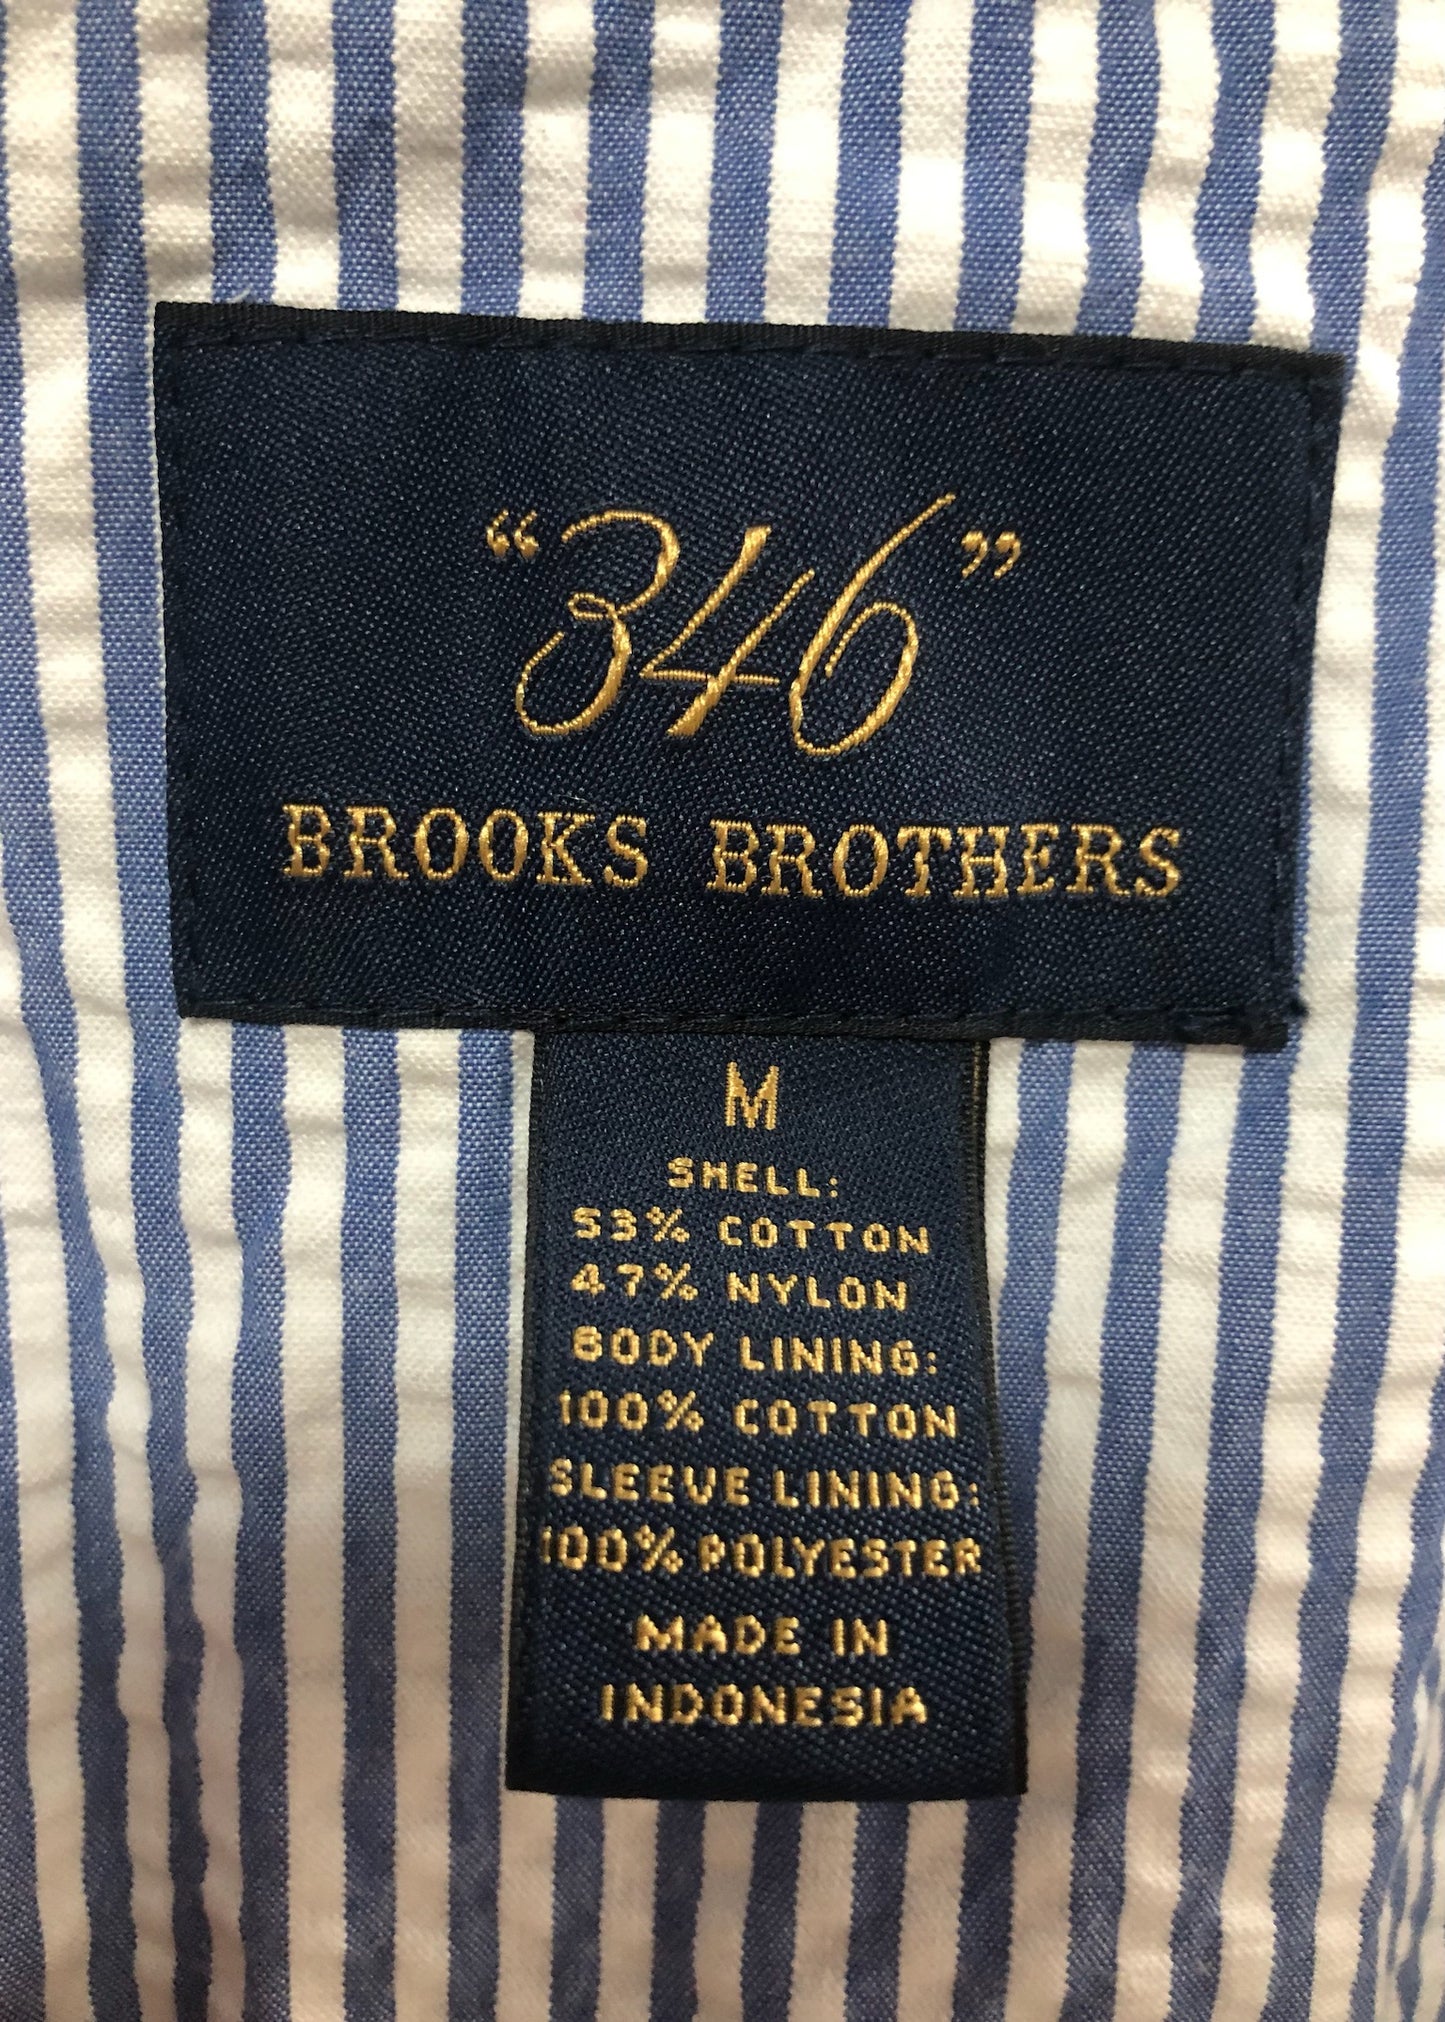 “346”
BROOKS BROTHERS
M
SHELL:
53% COTTON
47% NYLON
BODY LINING:
100% COTTON
SLEEVE LINING:
100% POLYESTER
MADE IN
INDONESIA